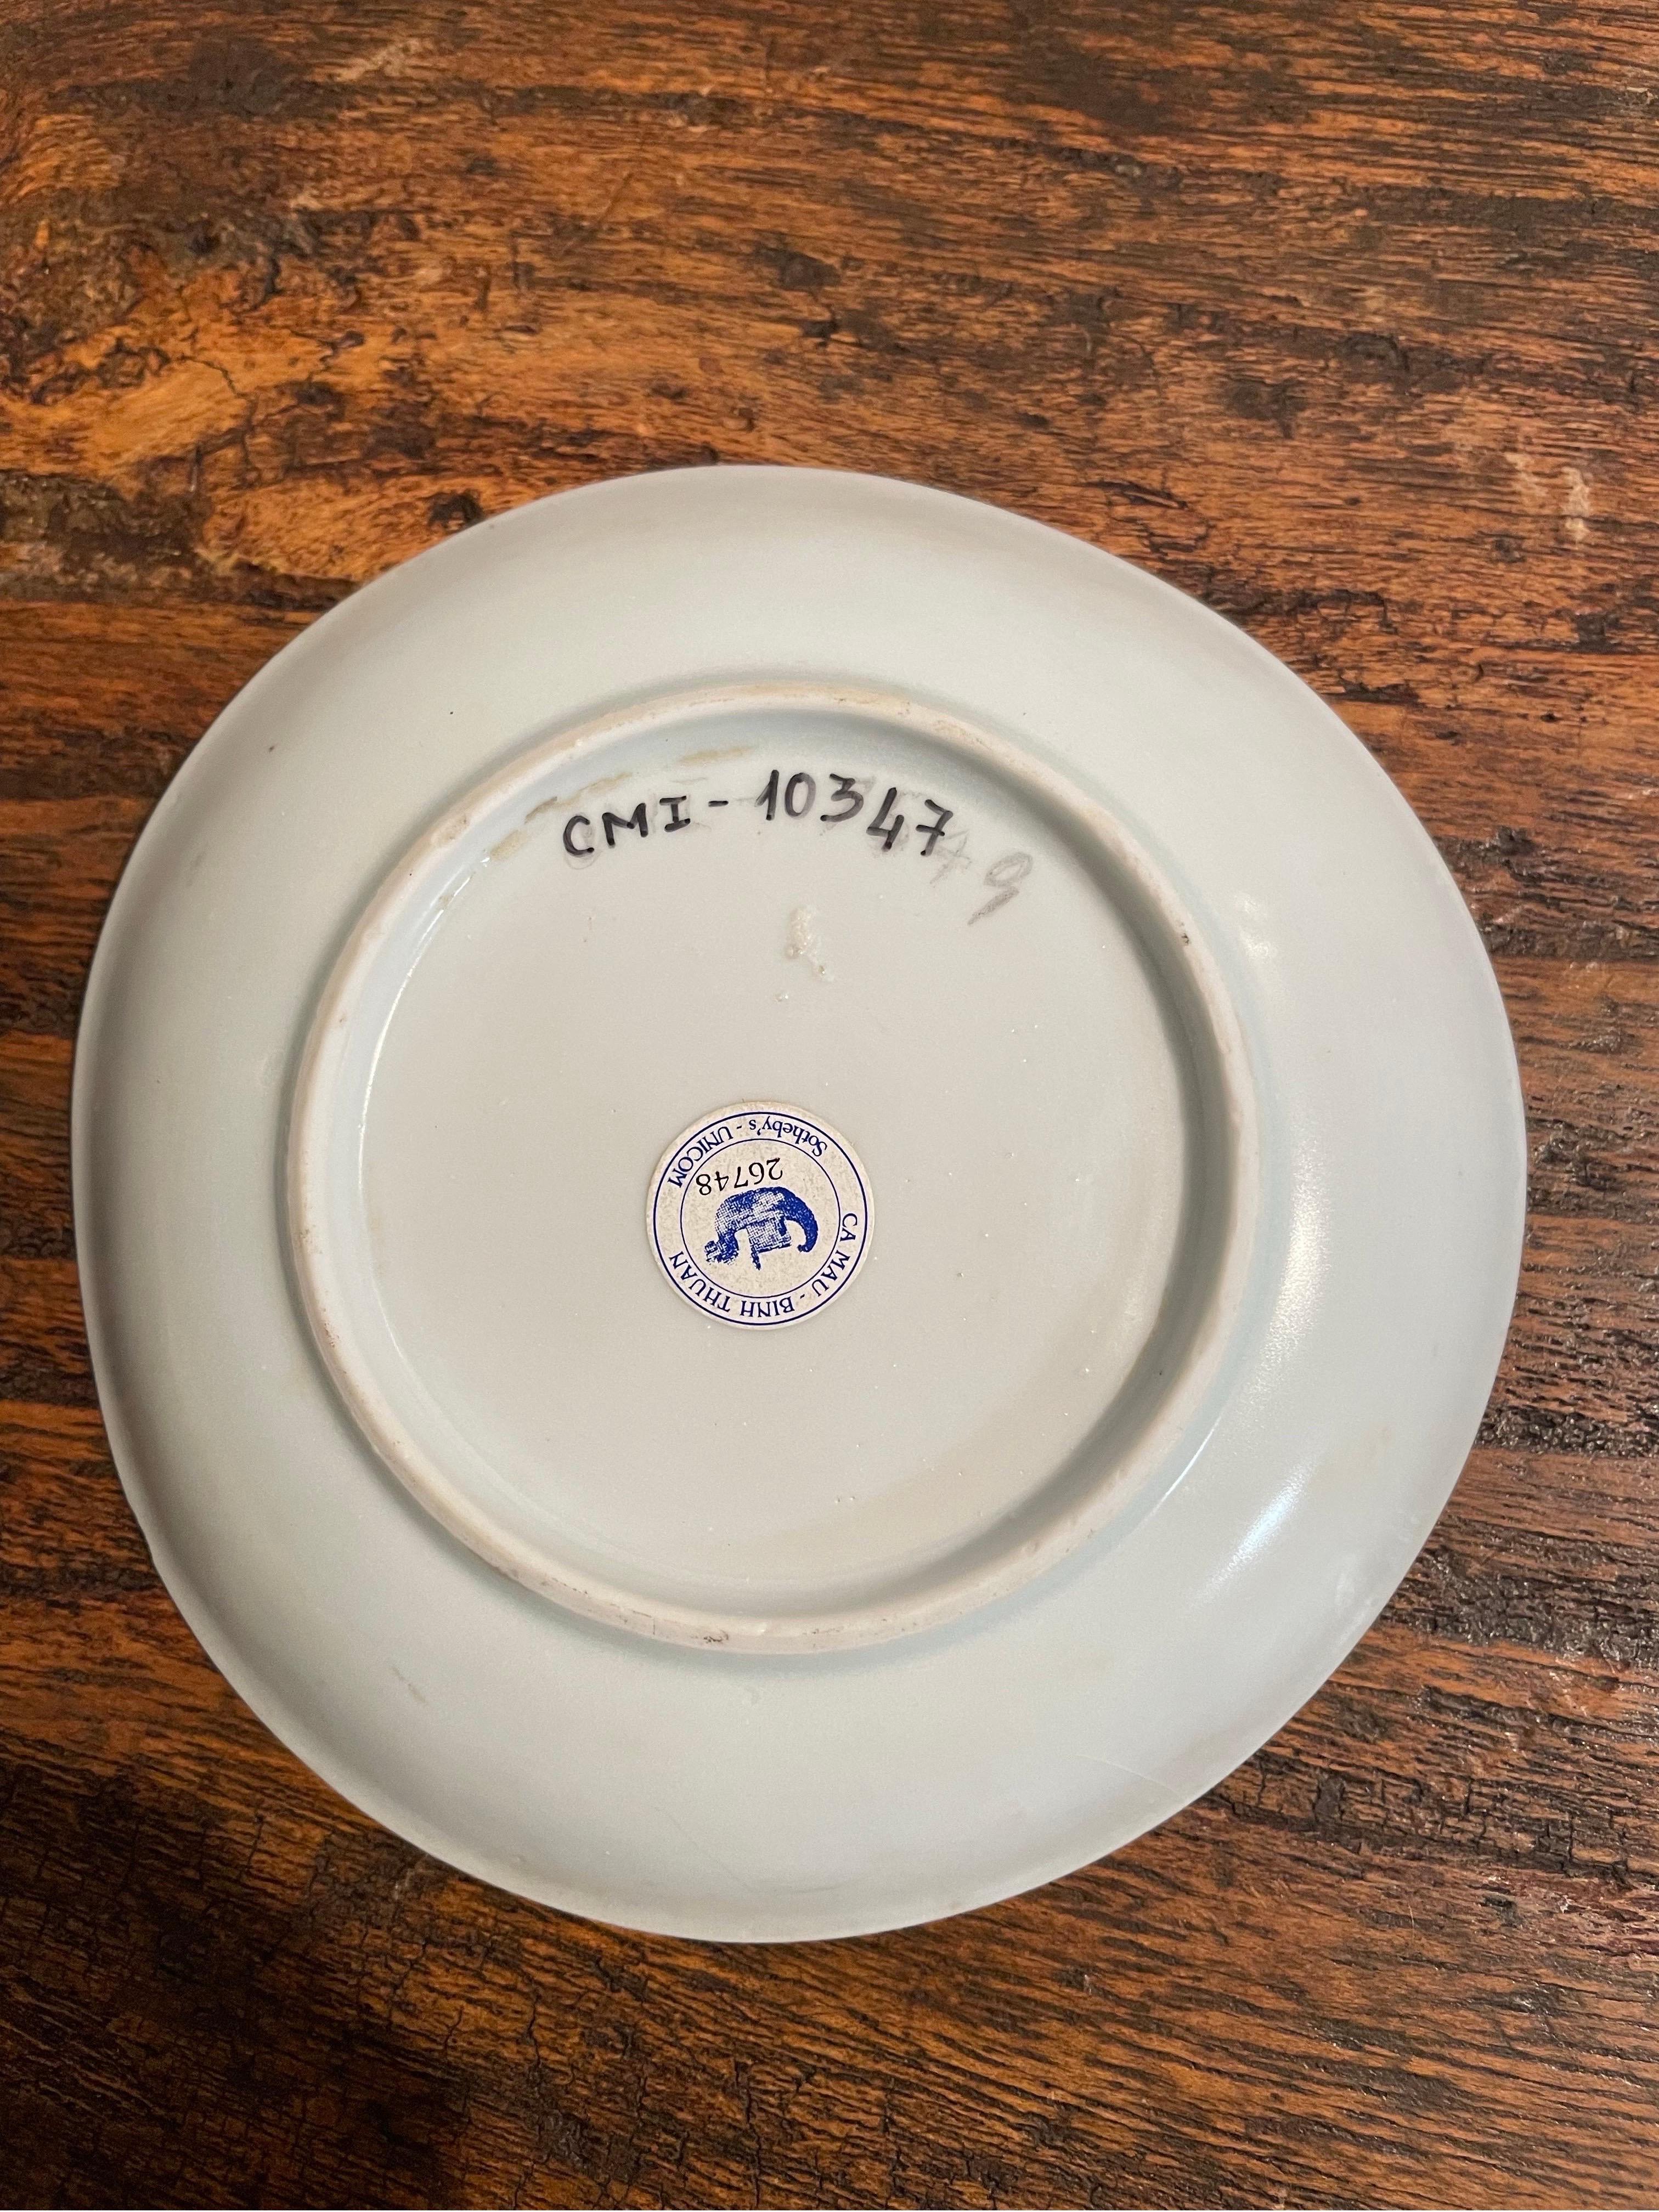 CMI-10347
9
Sotheby's - UNICOM
26748
CA MAU - BINH THUAN